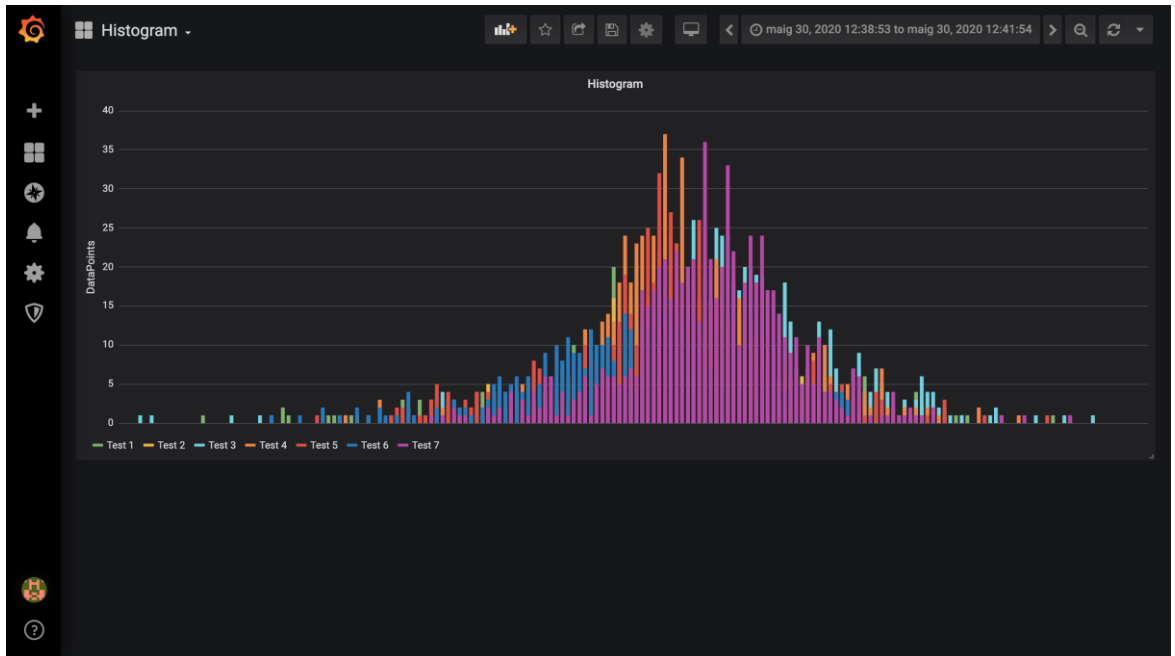 Histogram
maig 30, 2020 12:38:53 to maig 30, 2020 12:41:54
Histogram
DataPoints
40
35
30
25
20
15
10
5
0
Test 1 Test 2 Test 3 Test 4 Test 5 Test 6 Test 7
?